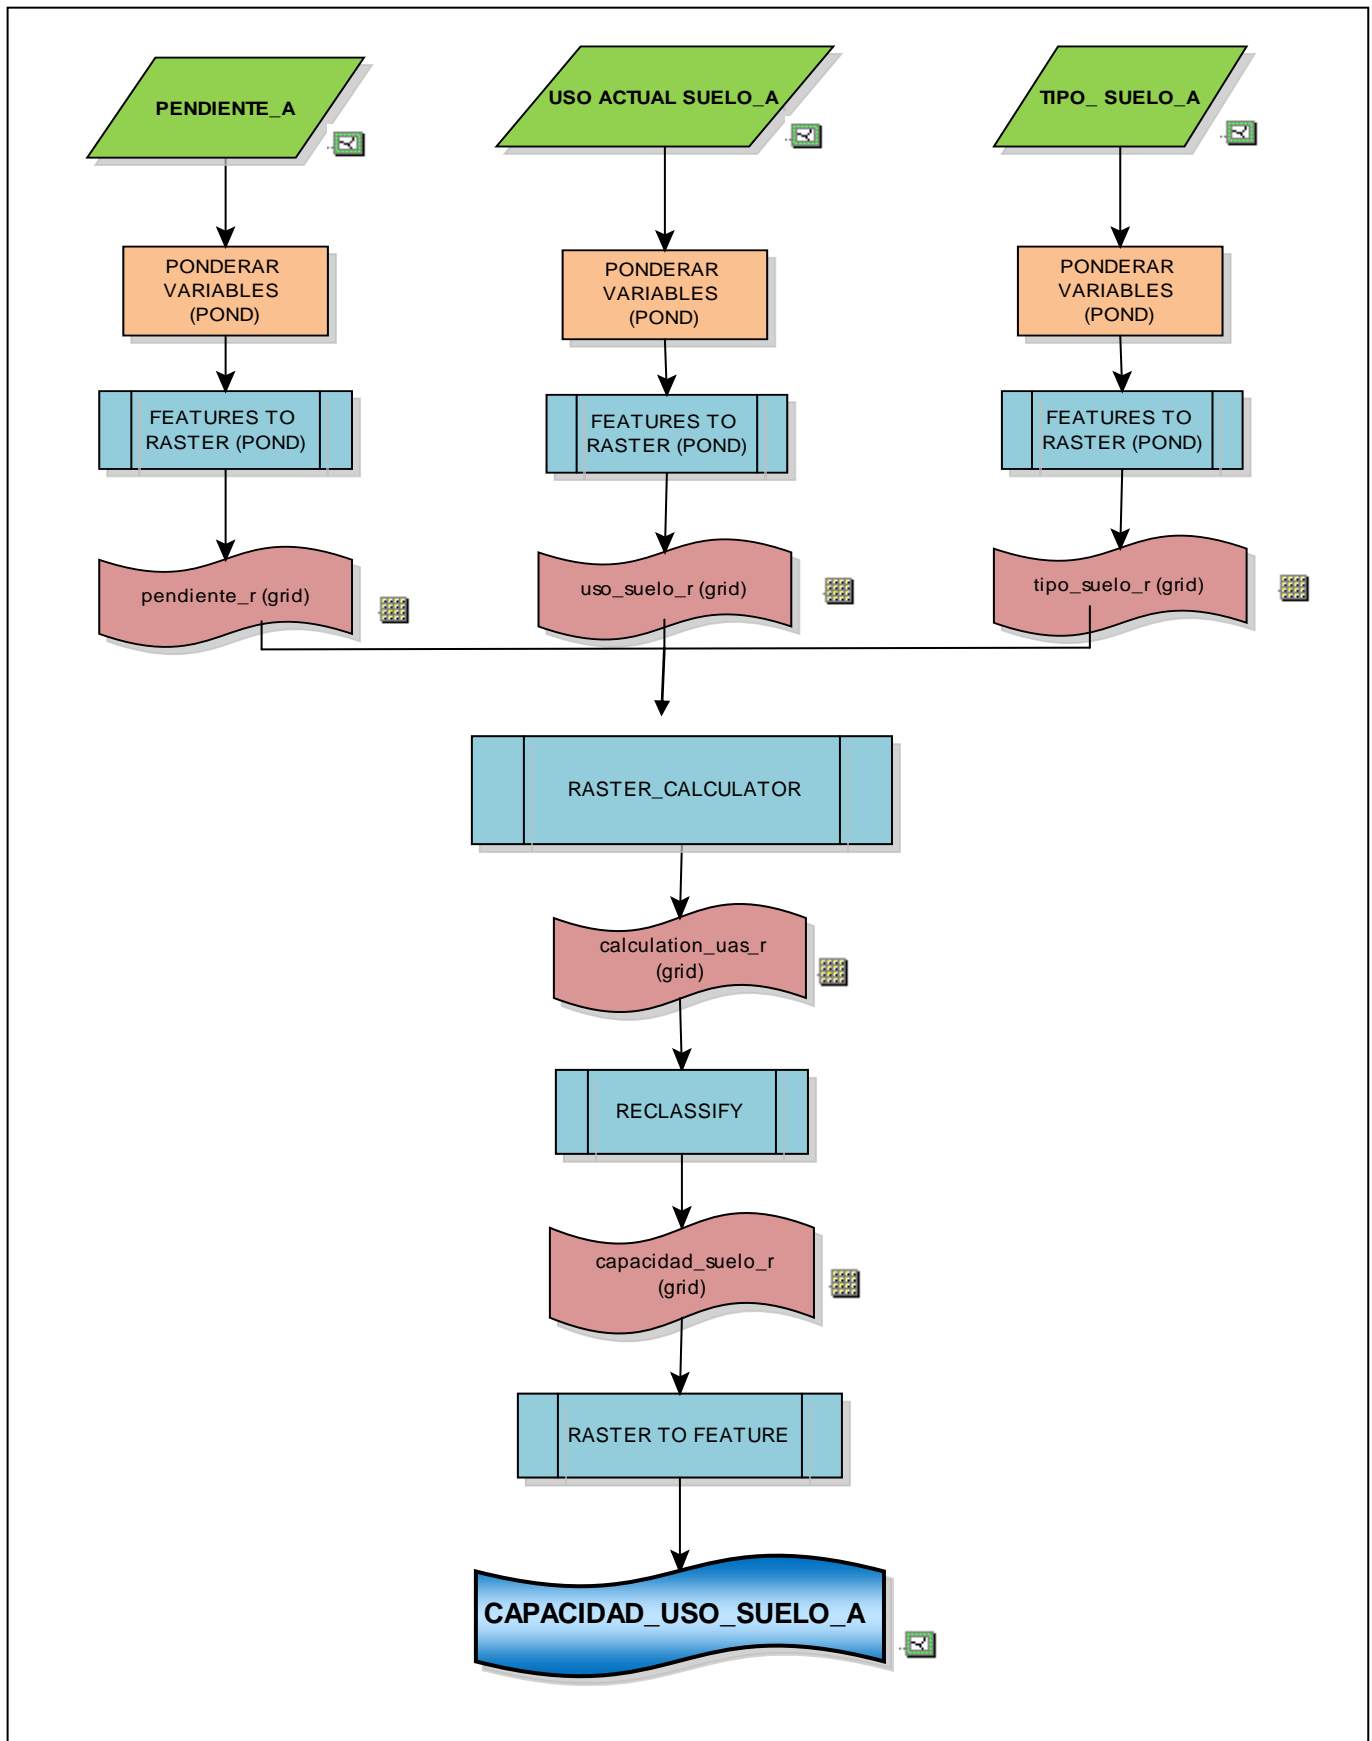 PENDIENTE_A
USO ACTUAL SUELO_A
TIPO_ SUELO_A
PONDERAR
VARIABLES
(POND)
PONDERAR
VARIABLES
(POND)
PONDERAR
VARIABLES
(POND)
FEATURES TO
RASTER (POND)
FEATURES TO
RASTER (POND)
FEATURES TO
RASTER (POND)
pendiente_r (grid)
uso_suelo_r (grid)
tipo_suelo_r (grid)
RASTER_CALCULATOR
calculation_uas_r
(grid)
RECLASSIFY
capacidad_suelo_r
(grid)
RASTER TO FEATURE
CAPACIDAD_USO_SUELO_A